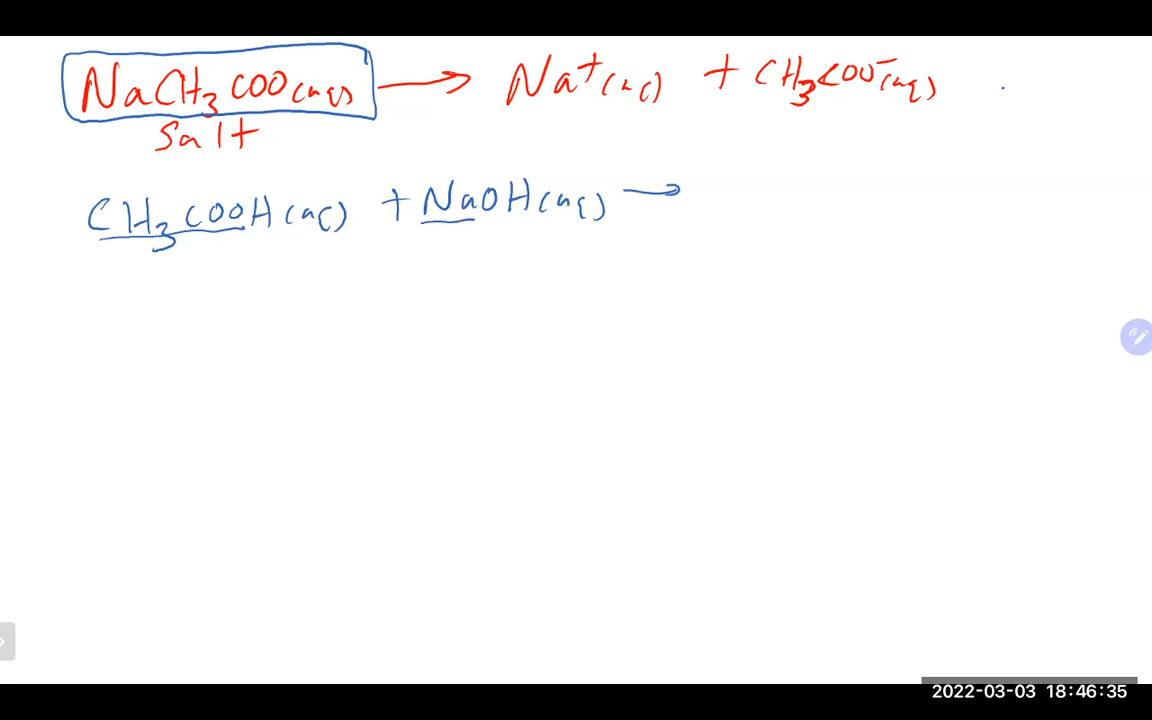 NaCH₃COO(aq) → Na⁺(aq) + CH₃COO⁻(aq)
Salt
CH₃COOH(aq) + NaOH(aq) →
2022-03-03 18:46:35